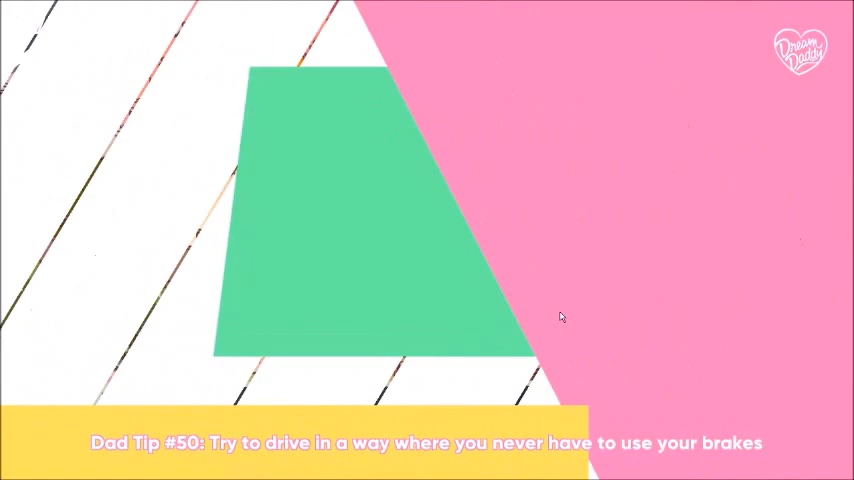 Dream
Daddy
Dad Tip #50: Try to drive in a way where you never have to use your brakes